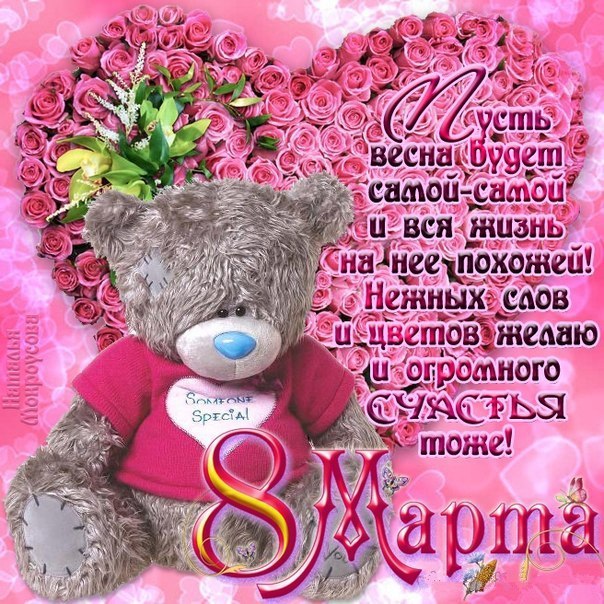 Пусть
весна будет
самой-самой
и вся жизнь
на нее похожей!
Нежных слов
и цветов желаю
и огромного
СЧАСТЬЯ
тоже!
Someone
Special
8 Марта
Наталья